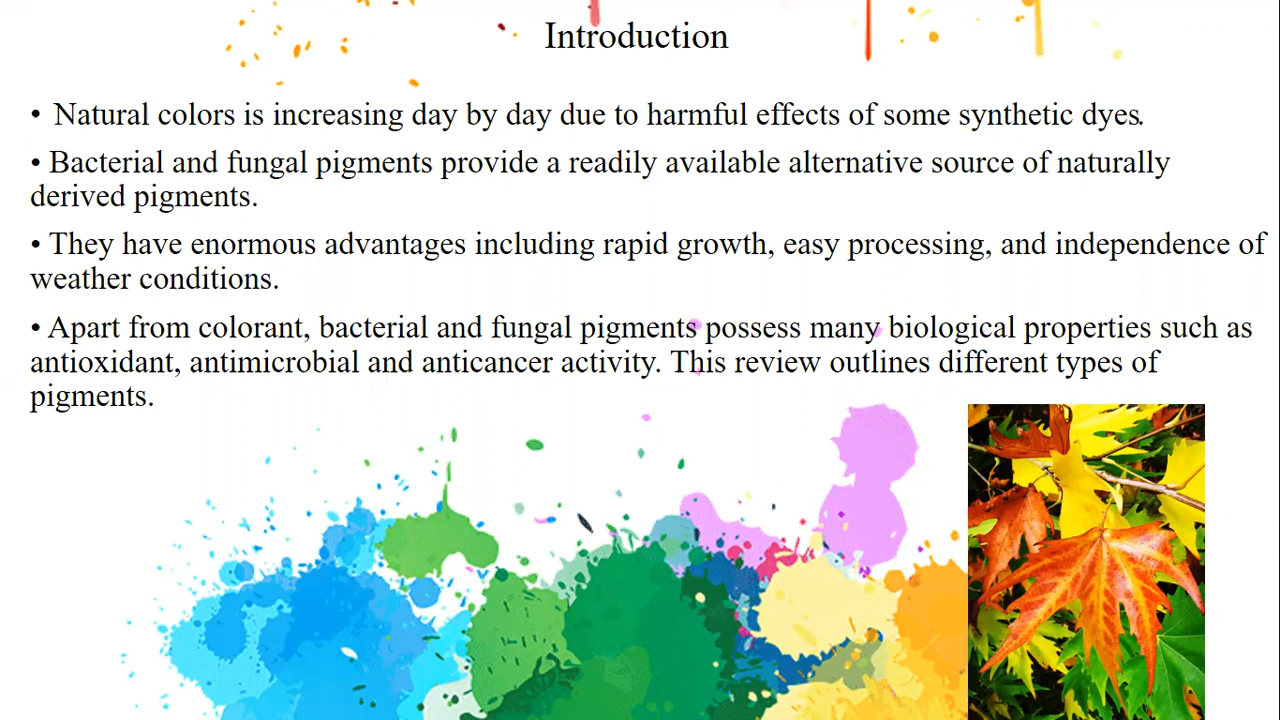 Introduction
• Natural colors is increasing day by day due to harmful effects of some synthetic dyes.
• Bacterial and fungal pigments provide a readily available alternative source of naturally
derived pigments.
• They have enormous advantages including rapid growth, easy processing, and independence of
weather conditions.
• Apart from colorant, bacterial and fungal pigments possess many biological properties such as
antioxidant, antimicrobial and anticancer activity. This review outlines different types of
pigments.